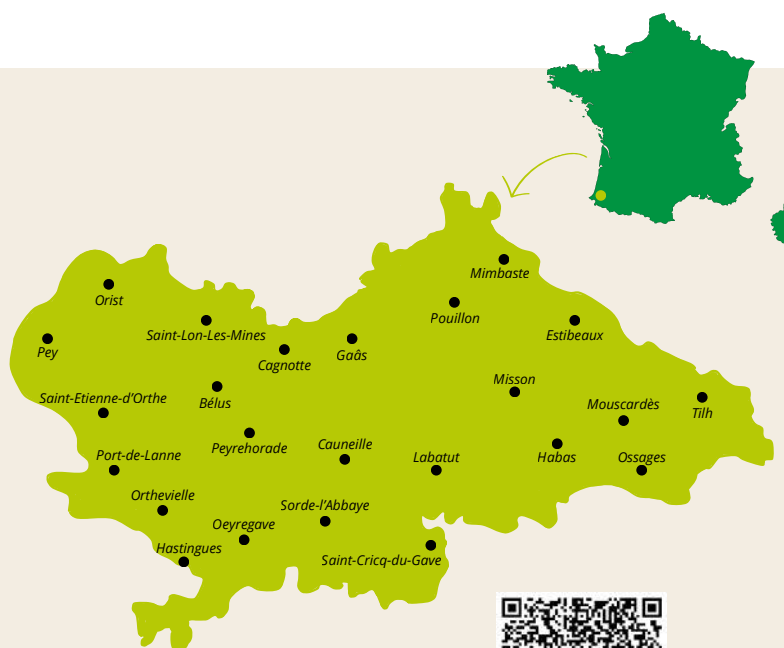 Mimbaste
Orist
Pouillon
Saint-Lon-Les-Mines
Estibeaux
Pey
Gaâs
Cagnotte
Misson
Saint-Etienne-d'Orthe
Bélus
Mouscardès
Tilh
Peyrehorade
Cauneille
Port-de-Lanne
Labatut
Habas
Ossages
Orthevielle
Sorde-l'Abbaye
Oeyregave
Hastingues
Saint-Cricq-du-Gave